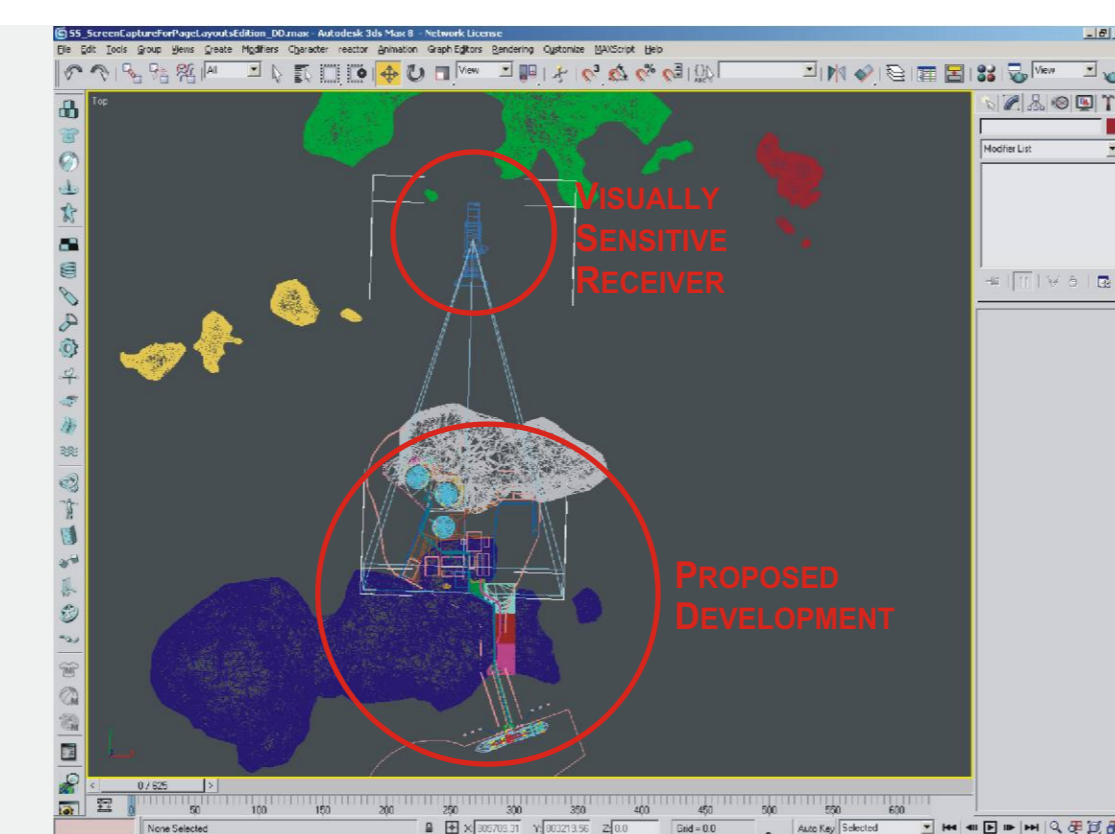 SS_ScreenCaptureForPageLayoutsEdition_DD.max - Autodesk 3ds Max 8 - Network License
File Edit Tools Group Views Create Modifiers Character reactor Animation Graph Editors Rendering Customize MAXScript Help
All View View
Top
Modifier List
VISUALLY
SENSITIVE
RECEIVER
PROPOSED
DEVELOPMENT
0 / 625
0 50 100 150 200 250 300 350 400 450 500 550 600
None Selected X: Y: Z: 0.0 Grid = 0.0 Auto Key Selected